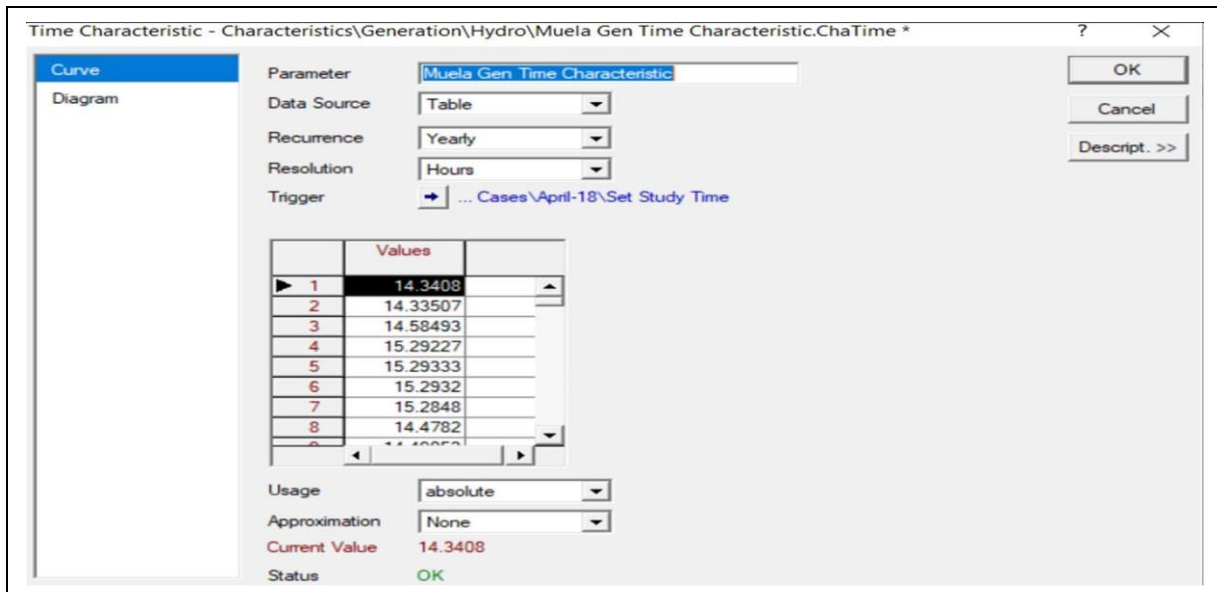 Time Characteristic - Characteristics\Generation\Hydro\Muela Gen Time Characteristic.ChaTime * ? ×
Curve
Diagram
Parameter Muela Gen Time Characteristic
Data Source Table
Recurrence Yearly
Resolution Hours
Trigger ... Cases\April-18\Set Study Time
OK
Cancel
Descript. >>
Values
1 14.3408
2 14.33507
3 14.58493
4 15.29227
5 15.29333
6 15.2932
7 15.2848
8 14.4782
Usage absolute
Approximation None
Current Value 14.3408
Status OK